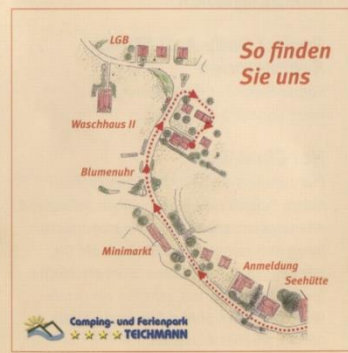 LGB
So finden
Sie uns
Waschhaus II
Blumenuhr
Minimarkt
Anmeldung
Seehütte
Camping- und Ferienpark
TEICHMANN